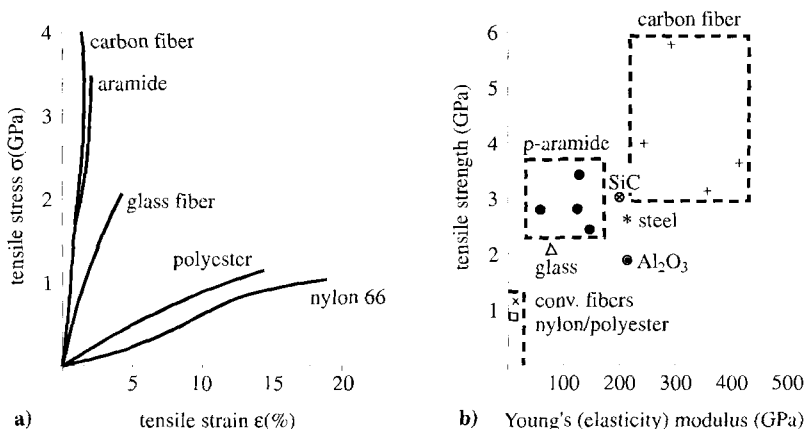 4
carbon fiber
aramide
3
tensile stress σ(GPa)
glass fiber
2
polyester
1
nylon 66
5
10
15
20
a)
tensile strain ε(%)
carbon fiber
6
5
tensile strength (GPa)
4
p-aramide
SiC
3
steel
2
glass
Al₂O₃
1
conv. fibers
nylon/polyester
100
200
300
400
500
b)
Young's (elasticity) modulus (GPa)